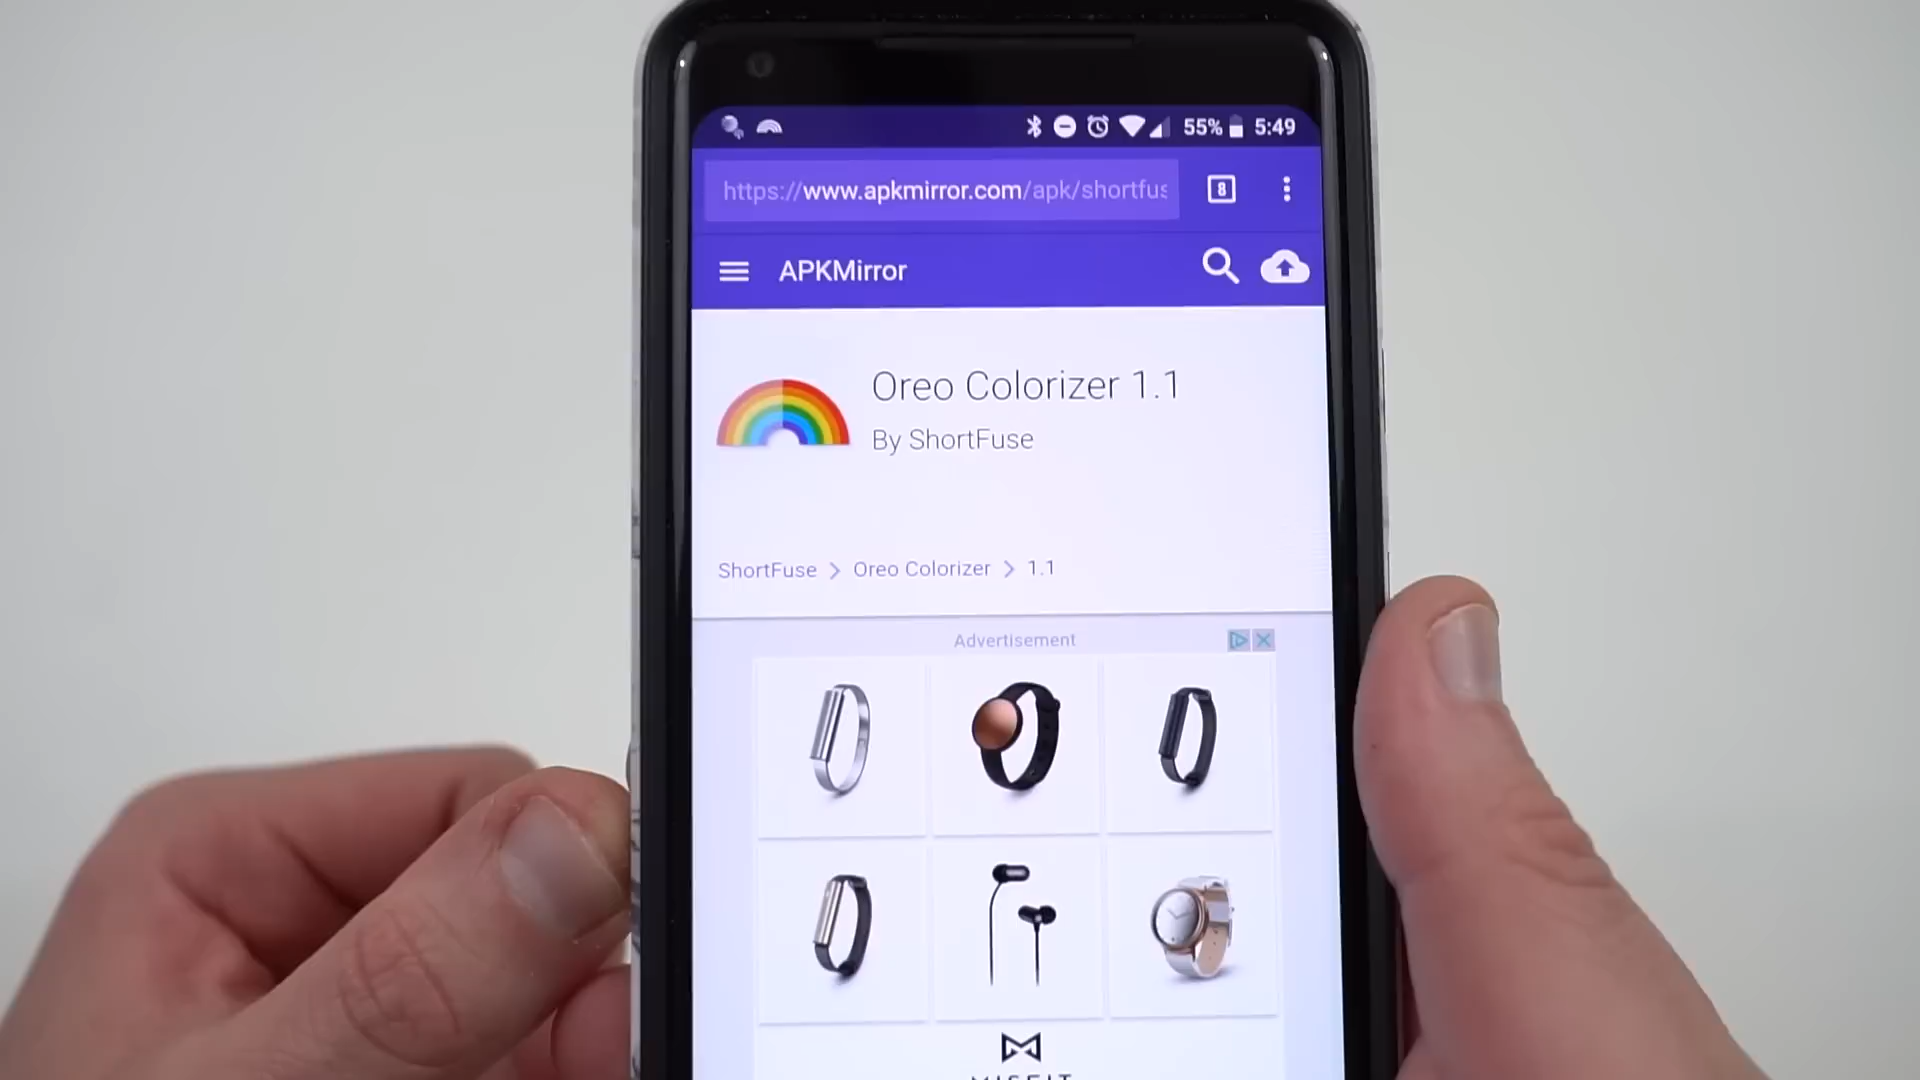 55% 5:49
https://www.apkmirror.com/apk/shortfus
8
APKMirror
Oreo Colorizer 1.1
By ShortFuse
ShortFuse > Oreo Colorizer > 1.1
Advertisement
MISFIT